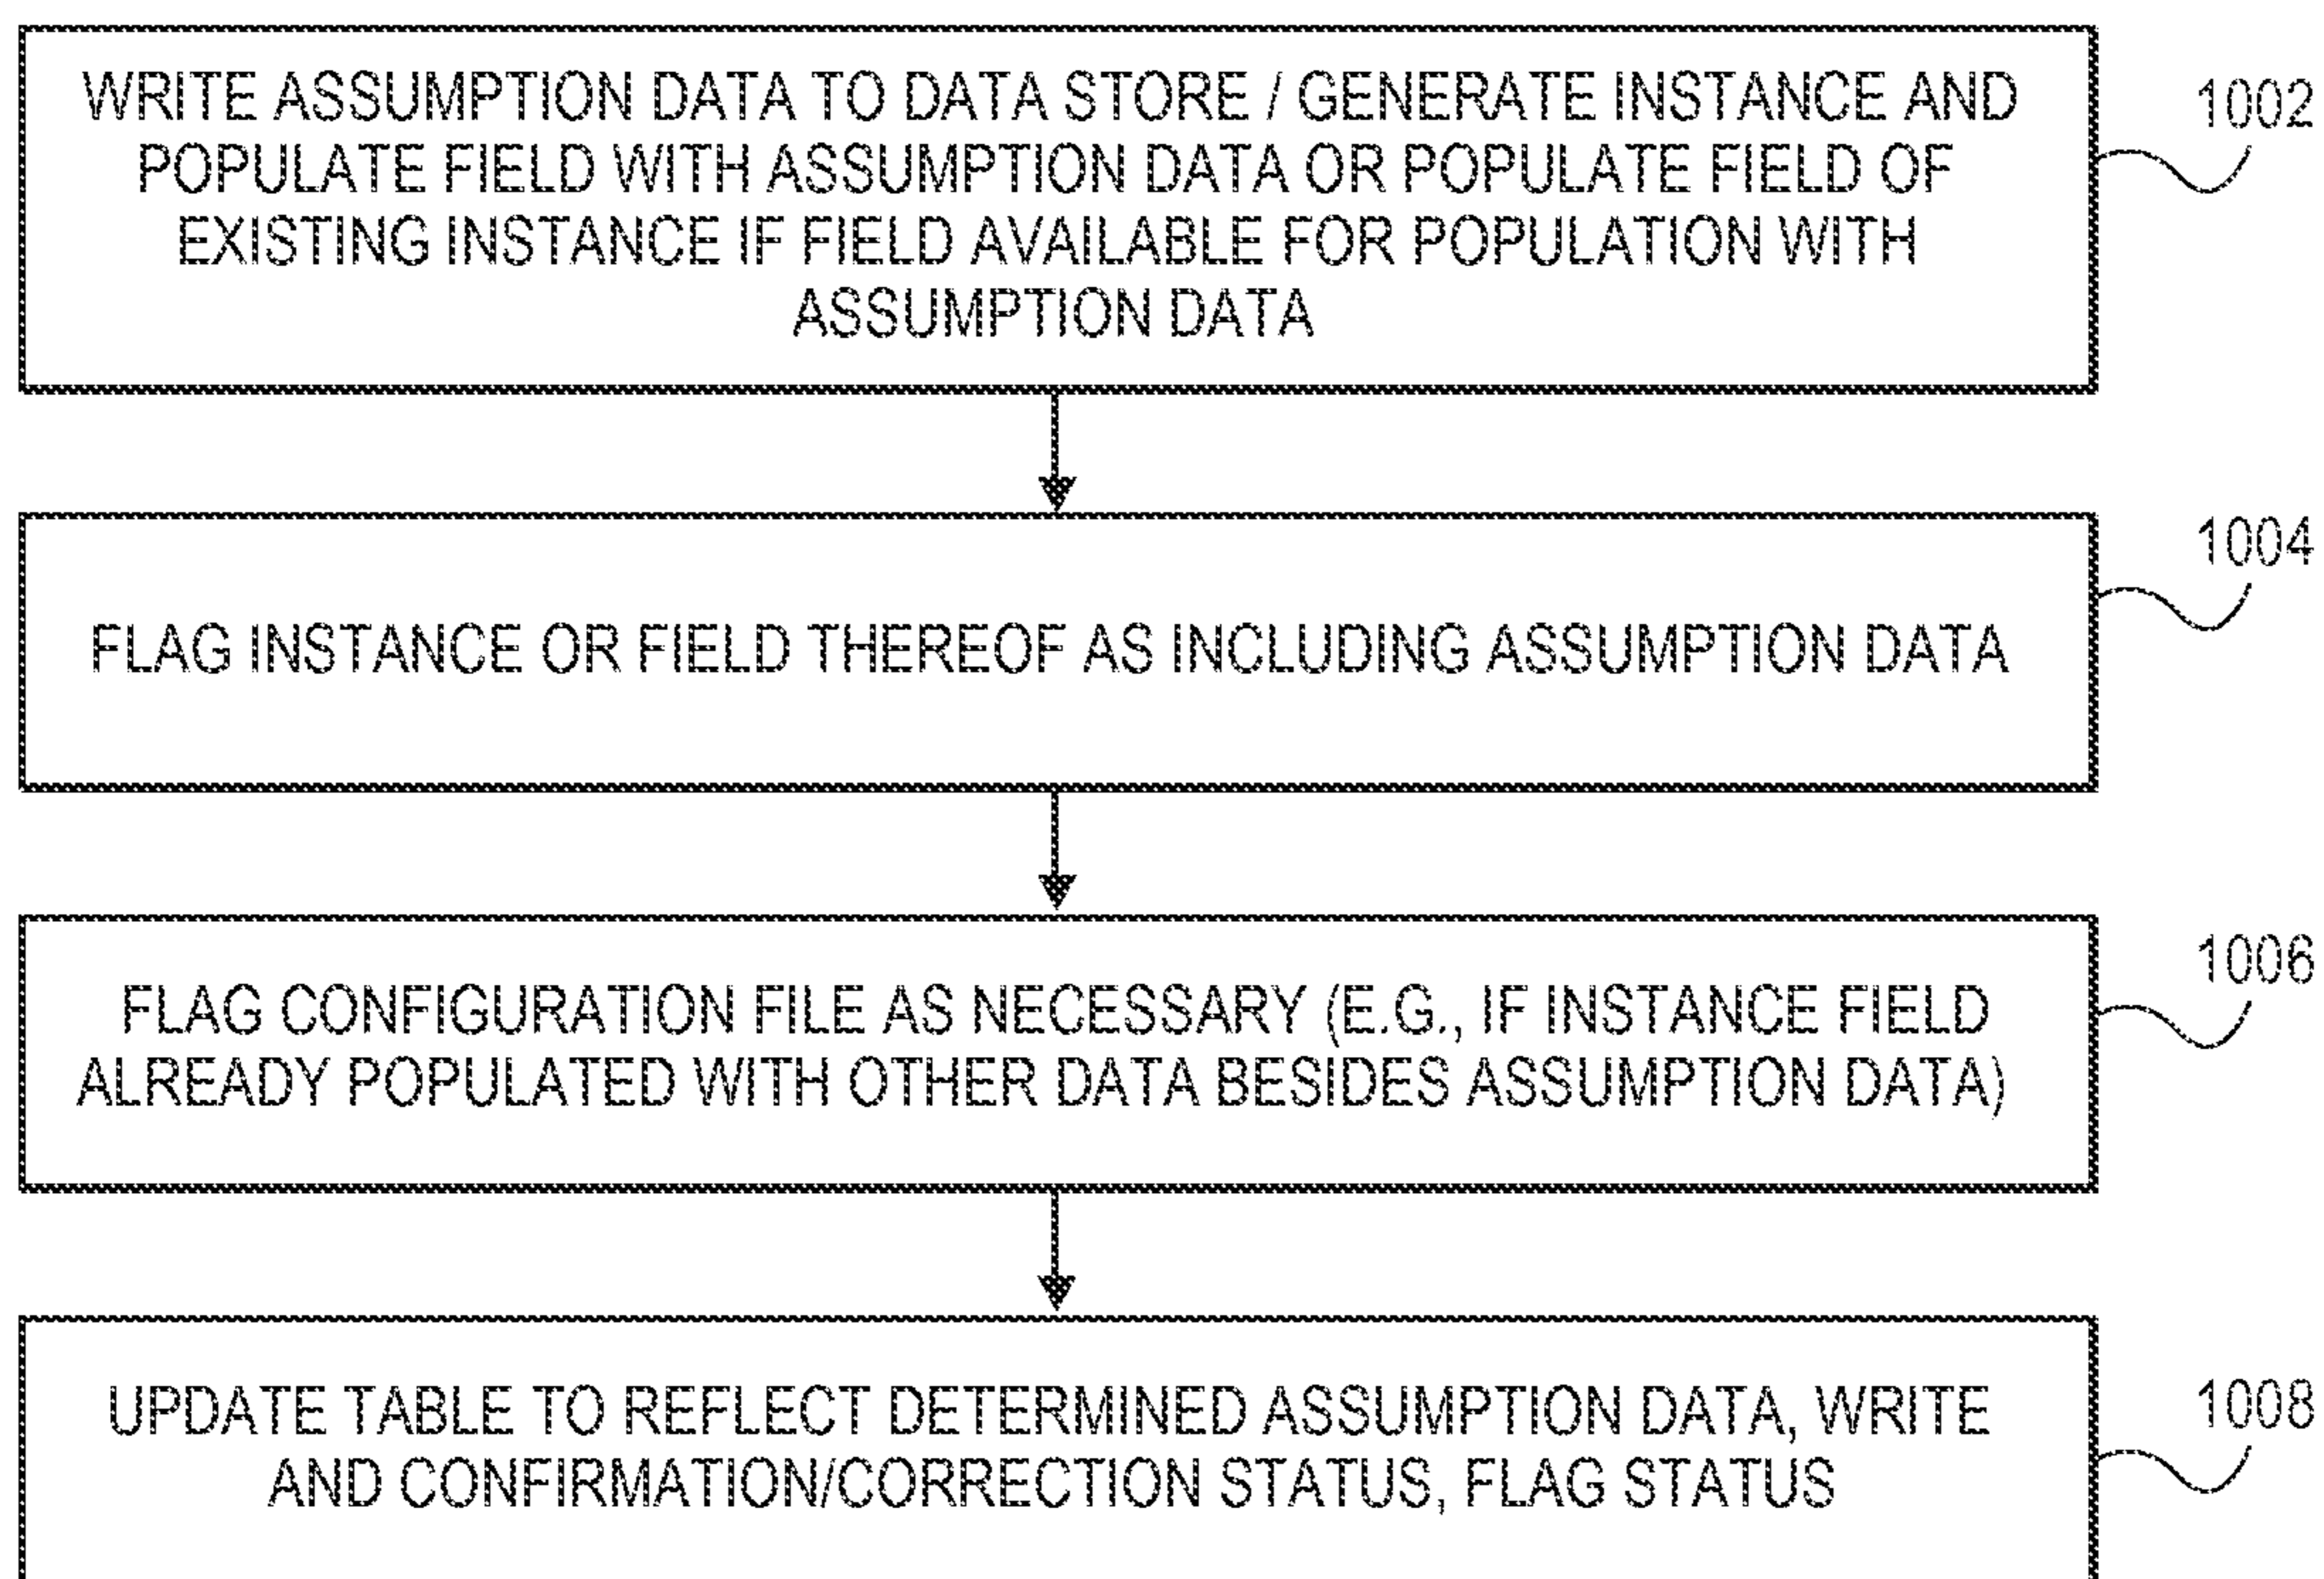 WRITE ASSUMPTION DATA TO DATA STORE / GENERATE INSTANCE AND
POPULATE FIELD WITH ASSUMPTION DATA OR POPULATE FIELD OF
EXISTING INSTANCE IF FIELD AVAILABLE FOR POPULATION WITH
ASSUMPTION DATA
1002
FLAG INSTANCE OR FIELD THEREOF AS INCLUDING ASSUMPTION DATA
1004
FLAG CONFIGURATION FILE AS NECESSARY (E.G., IF INSTANCE FIELD
ALREADY POPULATED WITH OTHER DATA BESIDES ASSUMPTION DATA)
1006
UPDATE TABLE TO REFLECT DETERMINED ASSUMPTION DATA, WRITE
AND CONFIRMATION/CORRECTION STATUS, FLAG STATUS
1008